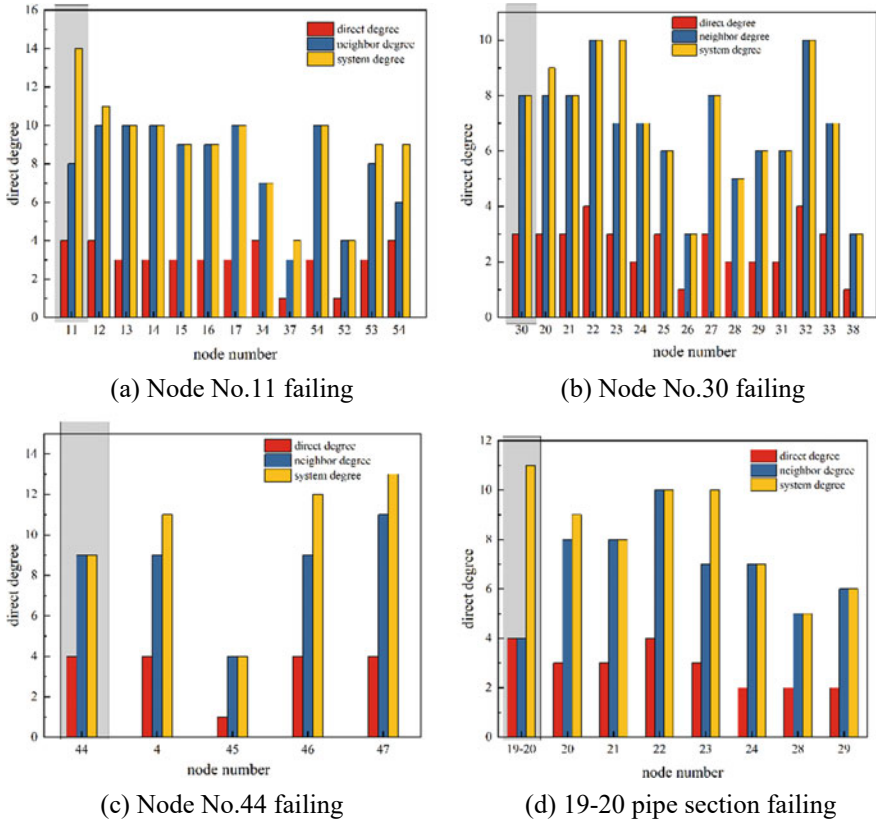 16
14
12
10
8
6
4
2
0
direct degree
direct degree
neighbor degree
system degree
11 12 13 14 15 16 17 34 37 54 52 53 54
node number
(a) Node No.11 failing
10
8
6
4
2
0
direct degree
direct degree
neighbor degree
system degree
30 20 21 22 23 24 25 26 27 28 29 31 32 33 38
node number
(b) Node No.30 failing
14
12
10
8
6
4
2
0
direct degree
direct degree
neighbor degree
system degree
44 4 45 46 47
node number
(c) Node No.44 failing
12
10
8
6
4
2
0
direct degree
direct degree
neighbor degree
system degree
19-20 20 21 22 23 24 28 29
node number
(d) 19-20 pipe section failing